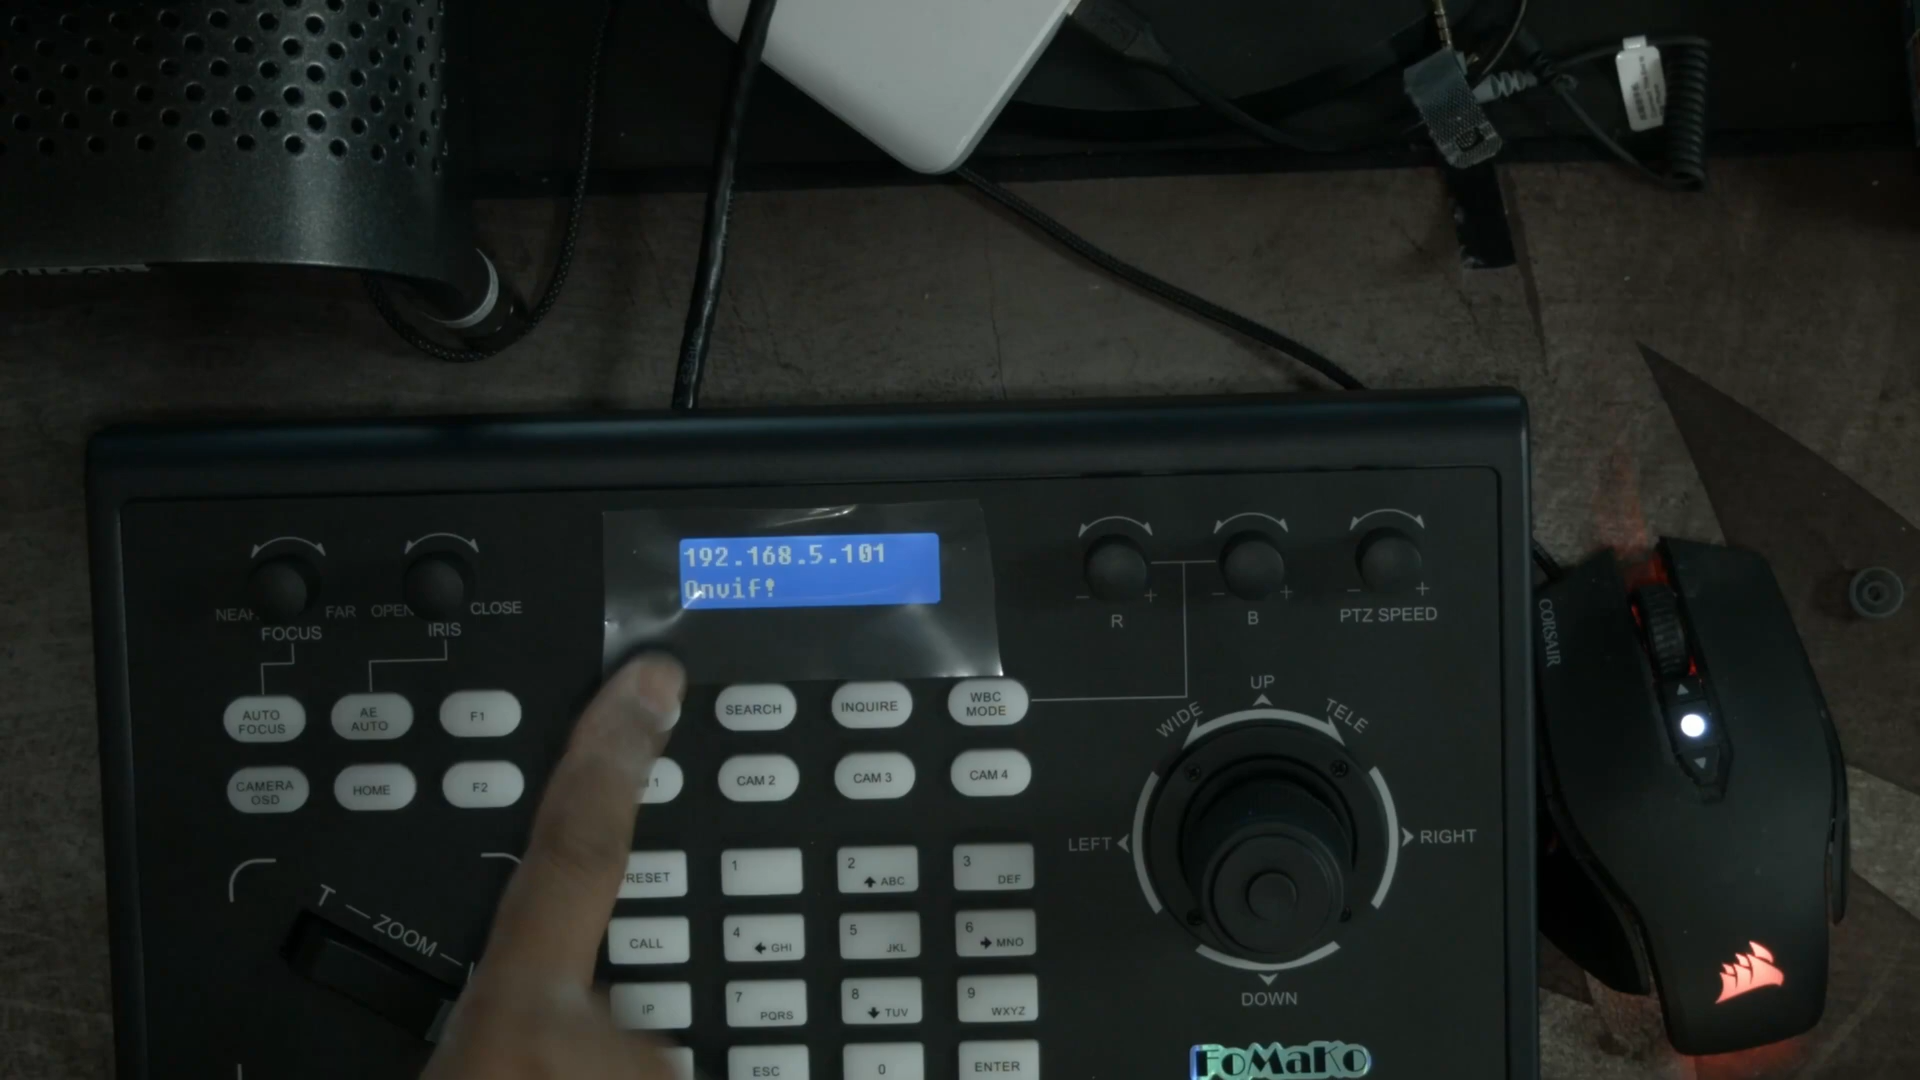 192.168.5.101
Onvif!
FAR
CLOSE
FOCUS
IRIS
R
B
PTZ SPEED
AUTO
FOCUS
AE
AUTO
F1
SEARCH
INQUIRE
WBC
MODE
CAMERA
OSD
HOME
F2
1
CAM 2
CAM 3
CAM 4
UP
WIDE
TELE
LEFT
RIGHT
DOWN
T
ZOOM
RESET
1
2 ABC
3 DEF
CALL
4 GHI
5 JKL
6 MNO
IP
7 PQRS
8 TUV
9 WXYZ
ESC
0
ENTER
FoMaKo
CORSAIR